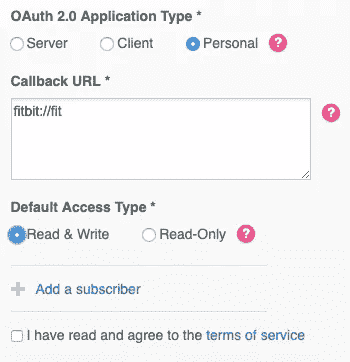 OAuth 2.0 Application Type *
Server Client Personal ?
Callback URL *
fitbit://fit
?
Default Access Type *
Read & Write Read-Only ?
Add a subscriber
I have read and agree to the terms of service